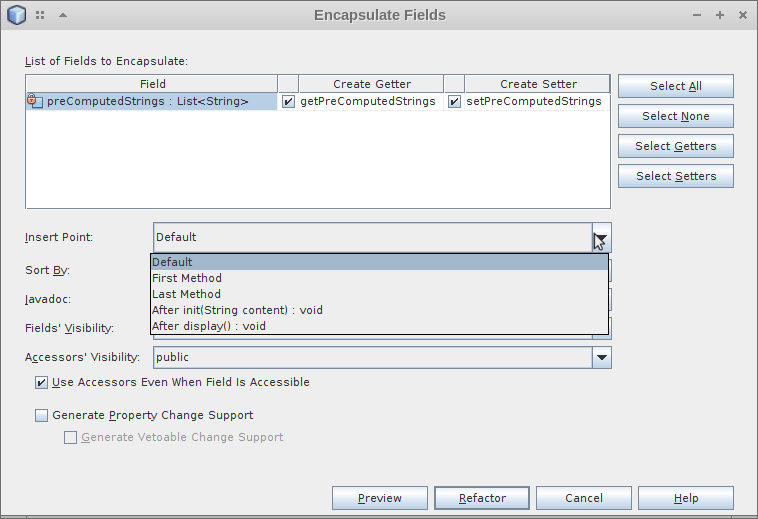 Encapsulate Fields
List of Fields to Encapsulate:
Field Create Getter Create Setter
preComputedStrings : List<String> getPreComputedStrings setPreComputedStrings
Select All
Select None
Select Getters
Select Setters
Insert Point: Default
Default
Sort By:
First Method
Last Method
Javadoc:
After init(String content) : void
After display() : void
Fields' Visibility:
Accessors' Visibility: public
Use Accessors Even When Field Is Accessible
Generate Property Change Support
Generate Vetoable Change Support
Preview Refactor Cancel Help